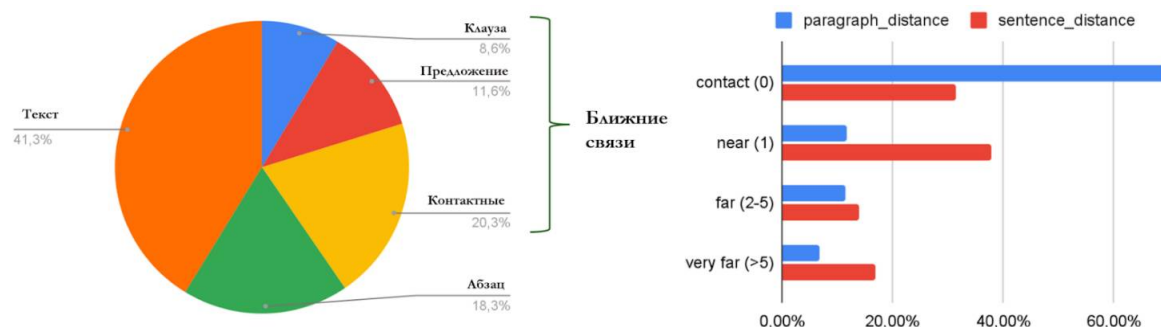 Клауза
8,6%
Предложение
11,6%
Текст
41,3%
Ближние
связи
Контактные
20,3%
Абзац
18,3%
paragraph_distance
sentence_distance
contact (0)
near (1)
far (2-5)
very far (>5)
0.00%
20.00%
40.00%
60.00%